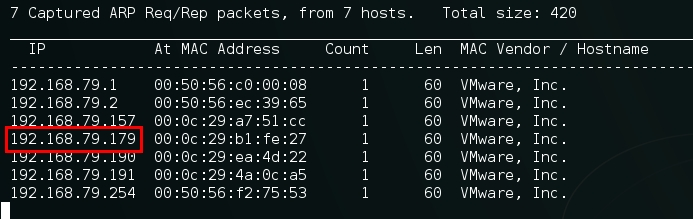 7 Captured ARP Req/Rep packets, from 7 hosts.   Total size: 420
IP            At MAC Address     Count     Len  MAC Vendor / Hostname
-----------------------------------------------------------------------------
192.168.79.1    00:50:56:c0:00:08      1      60  VMware, Inc.
192.168.79.2    00:50:56:ec:39:65      1      60  VMware, Inc.
192.168.79.157  00:0c:29:a7:51:cc      1      60  VMware, Inc.
192.168.79.179  00:0c:29:b1:fe:27      1      60  VMware, Inc.
192.168.79.190  00:0c:29:ea:4d:22      1      60  VMware, Inc.
192.168.79.191  00:0c:29:4a:0c:a5      1      60  VMware, Inc.
192.168.79.254  00:50:56:f2:75:53      1      60  VMware, Inc.